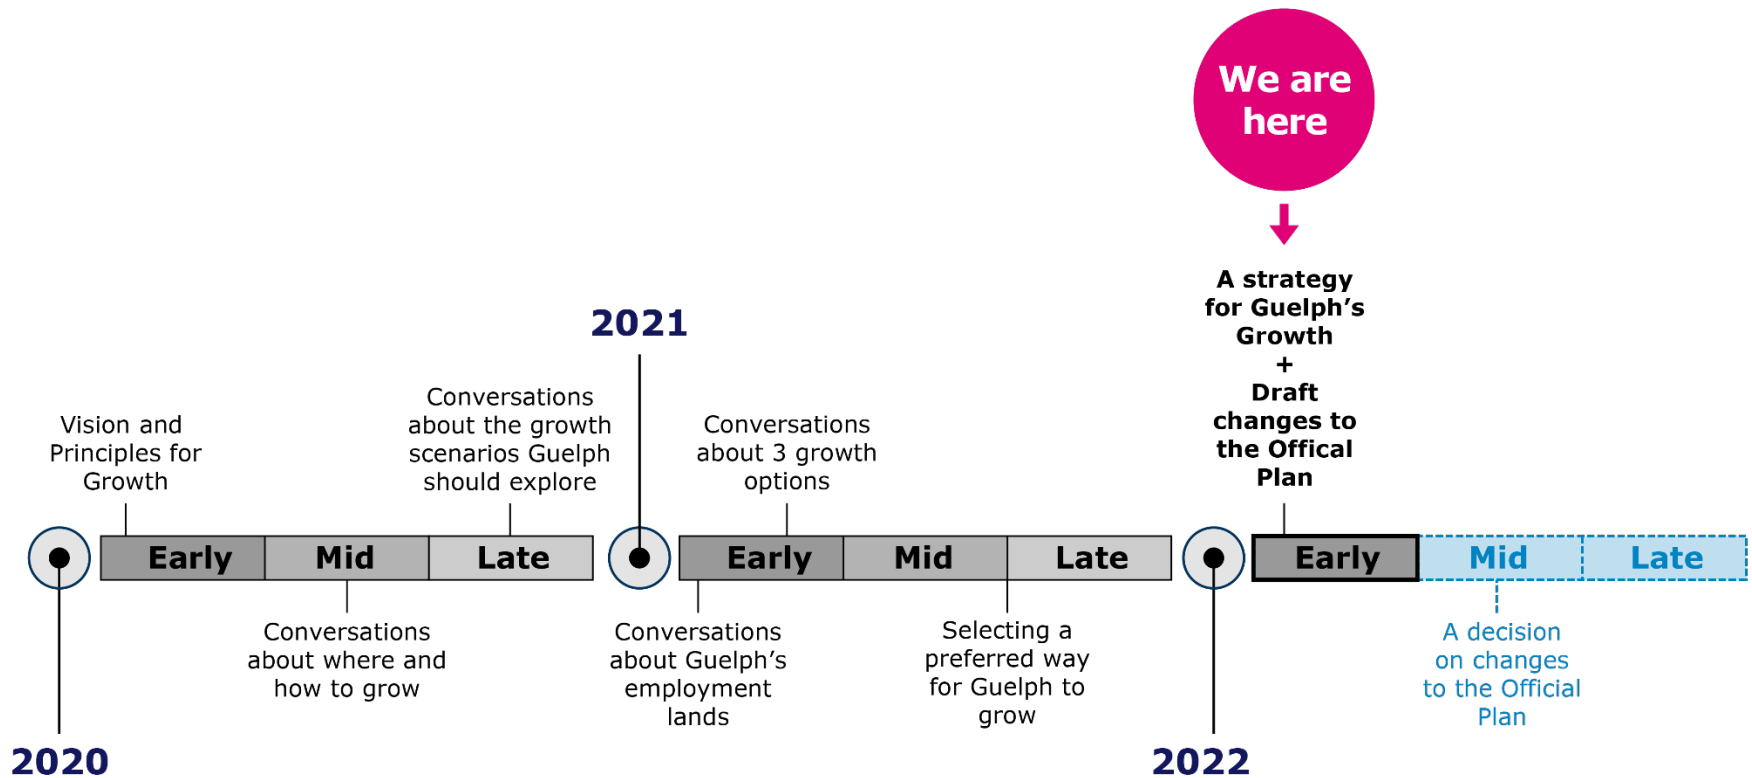 We are
here
A strategy
for Guelph's
Growth
+
Draft
changes to
the Offical
Plan
2021
Conversations
about the growth
scenarios Guelph
should explore
Vision and
Principles for
Growth
Conversations
about 3 growth
options
Early
Mid
Late
Early
Mid
Late
Early
Mid
Late
Conversations
about where and
how to grow
Conversations
about Guelph's
employment
lands
Selecting a
preferred way
for Guelph to
grow
A decision
on changes
to the Official
Plan
2020
2022